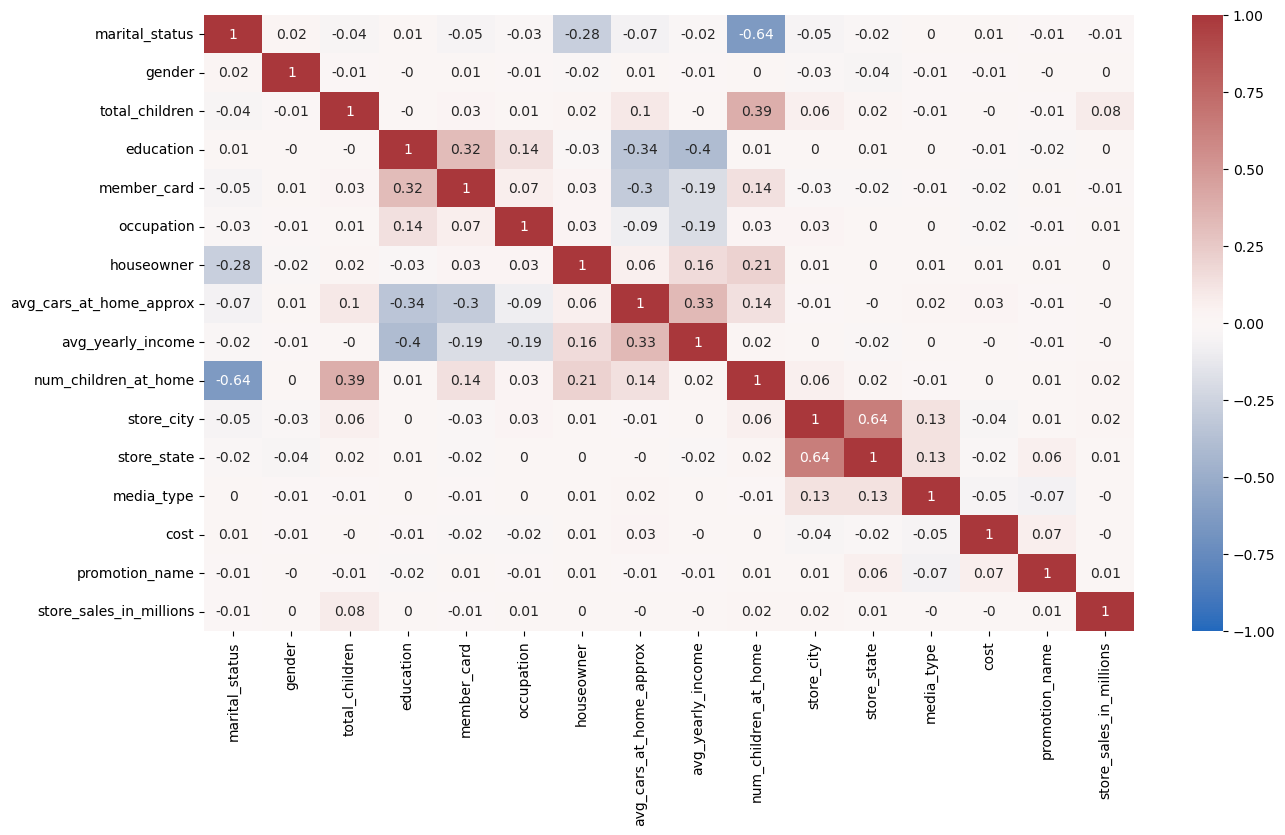 marital_status 1 0.02 -0.04 0.01 -0.05 -0.03 -0.28 -0.07 -0.02 -0.64 -0.05 -0.02 0 0.01 -0.01 -0.01
gender 0.02 1 -0.01 -0 0.01 -0.01 -0.02 0.01 -0.01 0 -0.03 -0.04 -0.01 -0.01 -0 0
total_children -0.04 -0.01 1 -0 0.03 0.01 0.02 0.1 -0 0.39 0.06 0.02 -0.01 -0 -0.01 0.08
education 0.01 -0 -0 1 0.32 0.14 -0.03 -0.34 -0.4 0.01 0 0.01 0 -0.01 -0.02 0
member_card -0.05 0.01 0.03 0.32 1 0.07 0.03 -0.3 -0.19 0.14 -0.03 -0.02 -0.01 -0.02 0.01 -0.01
occupation -0.03 -0.01 0.01 0.14 0.07 1 0.03 -0.09 -0.19 0.03 0.03 0 0 -0.02 -0.01 0.01
houseowner -0.28 -0.02 0.02 -0.03 0.03 0.03 1 0.06 0.16 0.21 0.01 0 0.01 0.01 0.01 0
avg_cars_at_home_approx -0.07 0.01 0.1 -0.34 -0.3 -0.09 0.06 1 0.33 0.14 -0.01 -0 0.02 0.03 -0.01 -0
avg_yearly_income -0.02 -0.01 -0 -0.4 -0.19 -0.19 0.16 0.33 1 0.02 0 -0.02 0 -0 -0.01 -0
num_children_at_home -0.64 0 0.39 0.01 0.14 0.03 0.21 0.14 0.02 1 0.06 0.02 -0.01 0 0.01 0.02
store_city -0.05 -0.03 0.06 0 -0.03 0.03 0.01 -0.01 0 0.06 1 0.64 0.13 -0.04 0.01 0.02
store_state -0.02 -0.04 0.02 0.01 -0.02 0 0 -0 -0.02 0.02 0.64 1 0.13 -0.02 0.06 0.01
media_type 0 -0.01 -0.01 0 -0.01 0 0.01 0.02 0 -0.01 0.13 0.13 1 -0.05 -0.07 -0
cost 0.01 -0.01 -0 -0.01 -0.02 -0.02 0.01 0.03 -0 0 -0.04 -0.02 -0.05 1 0.07 -0
promotion_name -0.01 -0 -0.01 -0.02 0.01 -0.01 0.01 -0.01 -0.01 0.01 0.01 0.06 -0.07 0.07 1 0.01
store_sales_in_millions -0.01 0 0.08 0 -0.01 0.01 0 -0 -0 0.02 0.02 0.01 -0 -0 0.01 1
marital_status
gender
total_children
education
member_card
occupation
houseowner
avg_cars_at_home_approx
avg_yearly_income
num_children_at_home
store_city
store_state
media_type
cost
promotion_name
store_sales_in_millions
1.00
0.75
0.50
0.25
0.00
−0.25
−0.50
−0.75
−1.00